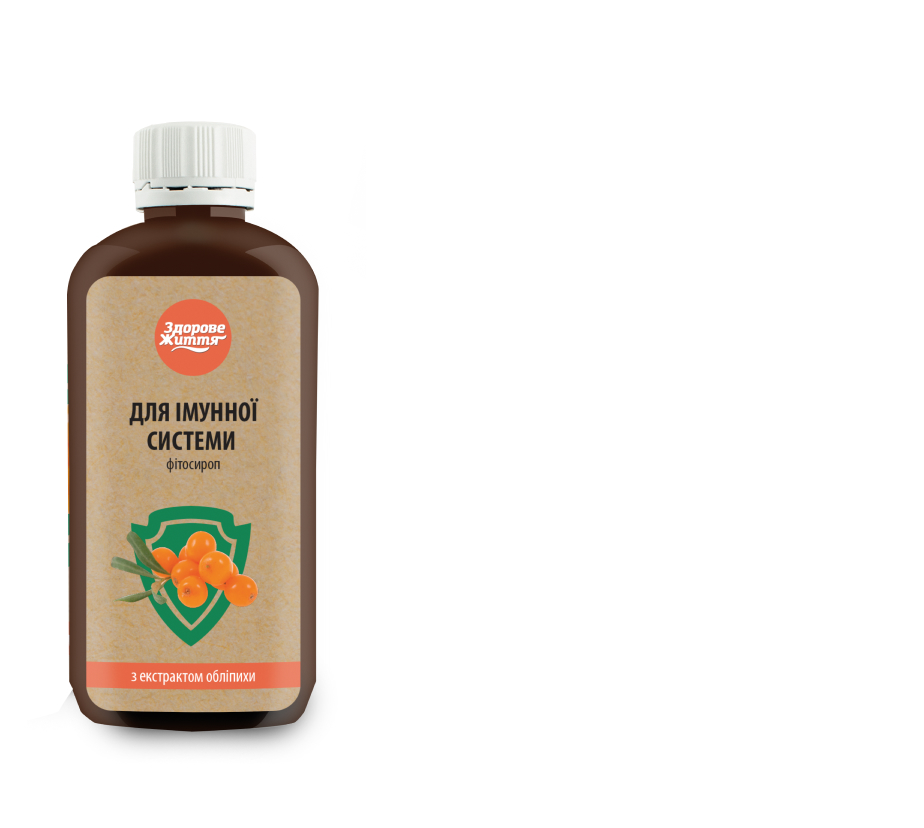 Здорове
Життя
ДЛЯ ІМУННОЇ
СИСТЕМИ
фітосироп
з екстрактом обліпихи